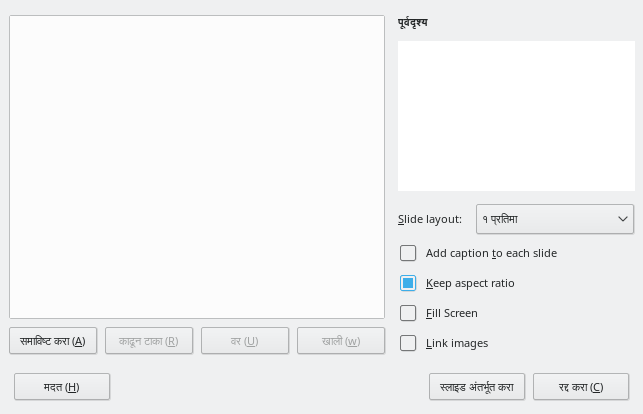 पूर्वदृश्य
Slide layout: १ प्रतिमा
Add caption to each slide
Keep aspect ratio
Fill Screen
Link images
समाविष्ट करा (A) काढून टाका (R) वर (U) खाली (w)
मदत (H) स्लाइड अंतर्भूत करा रद्द करा (C)